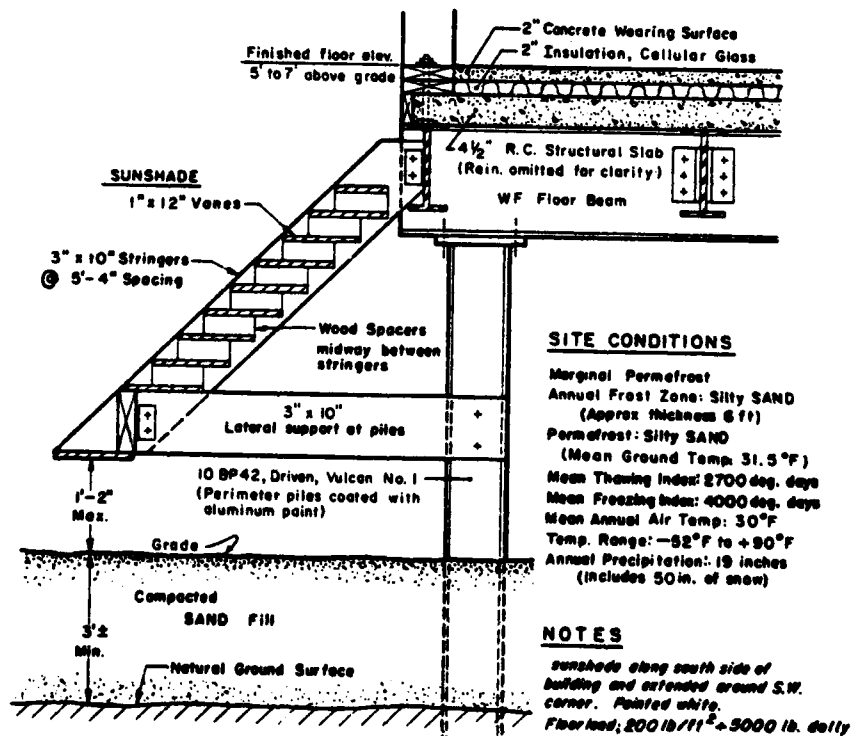 2" Concrete Wearing Surface
2" Insulation, Cellular Glass
Finished floor elev.
5' to 7' above grade
4 1/2" R.C. Structural Slab
(Rein. omitted for clarity)
WF Floor Beam
SUNSHADE
1" x 12" Vanes
3" x 10" Stringers
@ 5'-4" Spacing
Wood Spacers
midway between
stringers
3" x 10"
Lateral support at piles
10 BP42, Driven, Vulcan No. 1
(Perimeter piles coated with
aluminum paint)
1'-2"
Max.
Grade
Compacted
SAND Fill
3'±
Min.
Natural Ground Surface
SITE CONDITIONS
Marginal Permafrost
Annual Frost Zone: Silty SAND
(Approx thickness 6 ft)
Permafrost: Silty SAND
(Mean Ground Temp. 31.5°F)
Mean Thawing Index: 2700 deg. days
Mean Freezing Index: 4000 deg. days
Mean Annual Air Temp: 30°F
Temp. Range: -52°F to +90°F
Annual Precipitation: 19 inches
(Includes 50 in. of snow)
NOTES
sunshade along south side of
building and extended around S.W.
corner. Painted white.
Floor load; 200 lb/ft² + 5000 lb. dolly